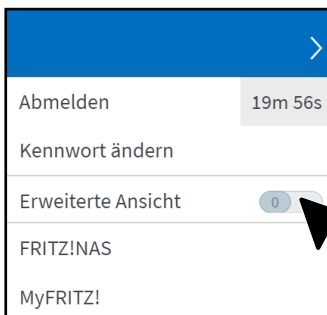 Abmelden 19m 56s
Kennwort ändern
Erweiterte Ansicht 0
FRITZ!NAS
MyFRITZ!